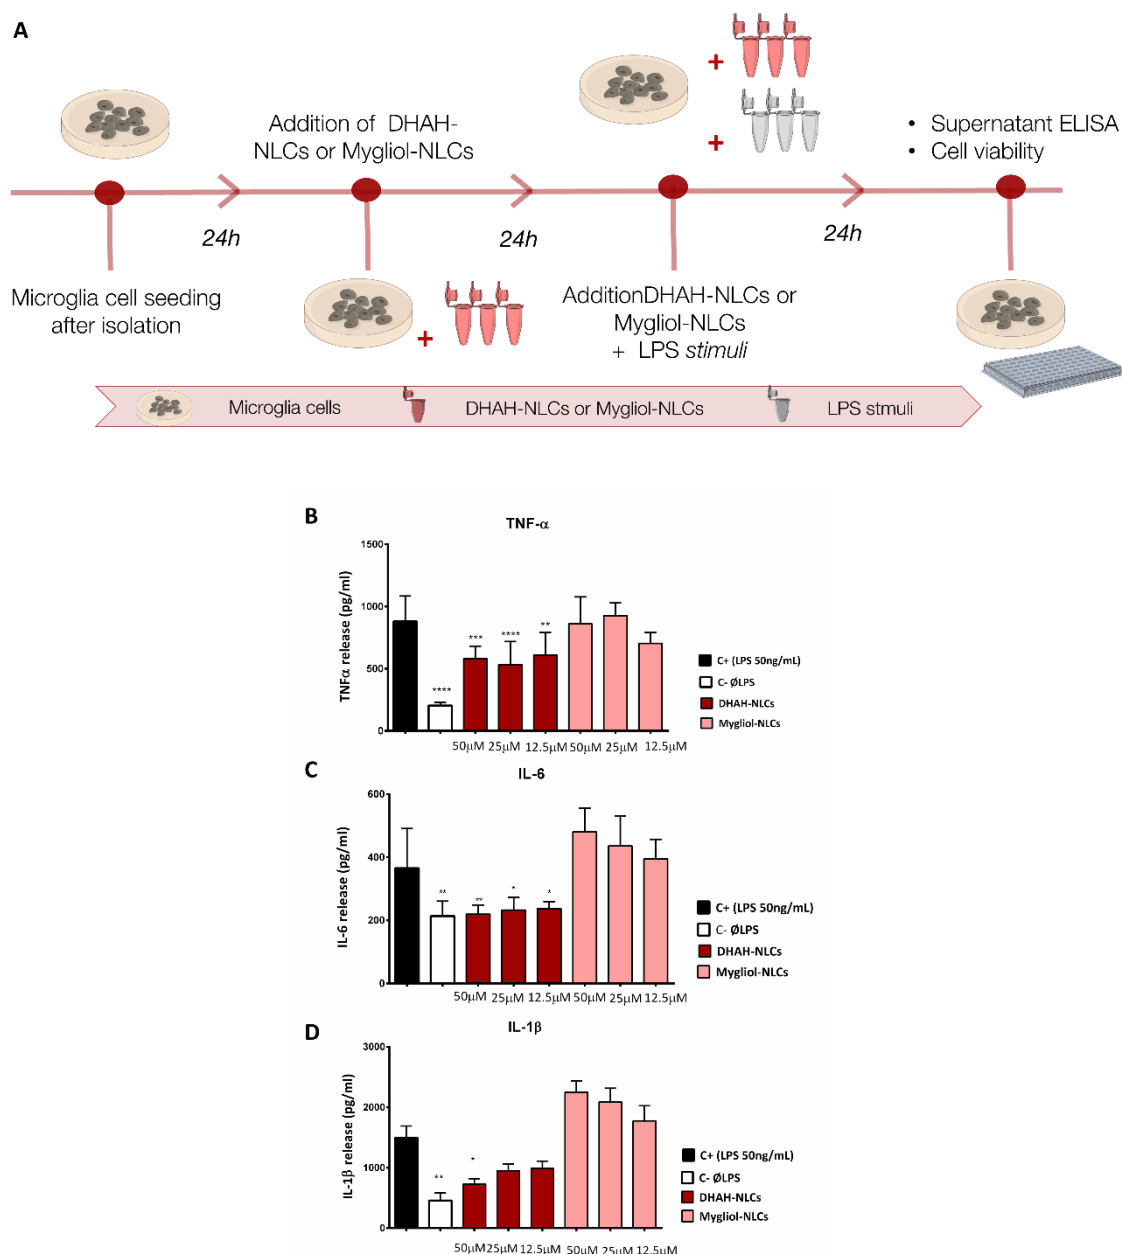 A
Addition of DHAH-
NLCs or Mygliol-NLCs
+
+
• Supernatant ELISA
• Cell viability
24h
24h
24h
Microglia cell seeding
after isolation
+
AdditionDHAH-NLCs or
Mygliol-NLCs
+ LPS stimuli
Microglia cells
DHAH-NLCs or Mygliol-NLCs
LPS stmuli
B
TNF-α
TNFα release (pg/ml)
1500
1000
500
0
****
***
****
**
50μM 25μM 12.5μM 50μM 25μM 12.5μM
C+ (LPS 50ng/mL)
C- ØLPS
DHAH-NLCs
Mygliol-NLCs
C
IL-6
IL-6 release (pg/ml)
600
400
200
0
**
**
*
*
50μM 25μM 12.5μM 50μM 25μM 12.5μM
C+ (LPS 50ng/mL)
C- ØLPS
DHAH-NLCs
Mygliol-NLCs
D
IL-1β
IL-1β release (pg/ml)
3000
2000
1000
0
**
*
50μM 25μM 12.5μM 50μM 25μM 12.5μM
C+ (LPS 50ng/mL)
C- ØLPS
DHAH-NLCs
Mygliol-NLCs